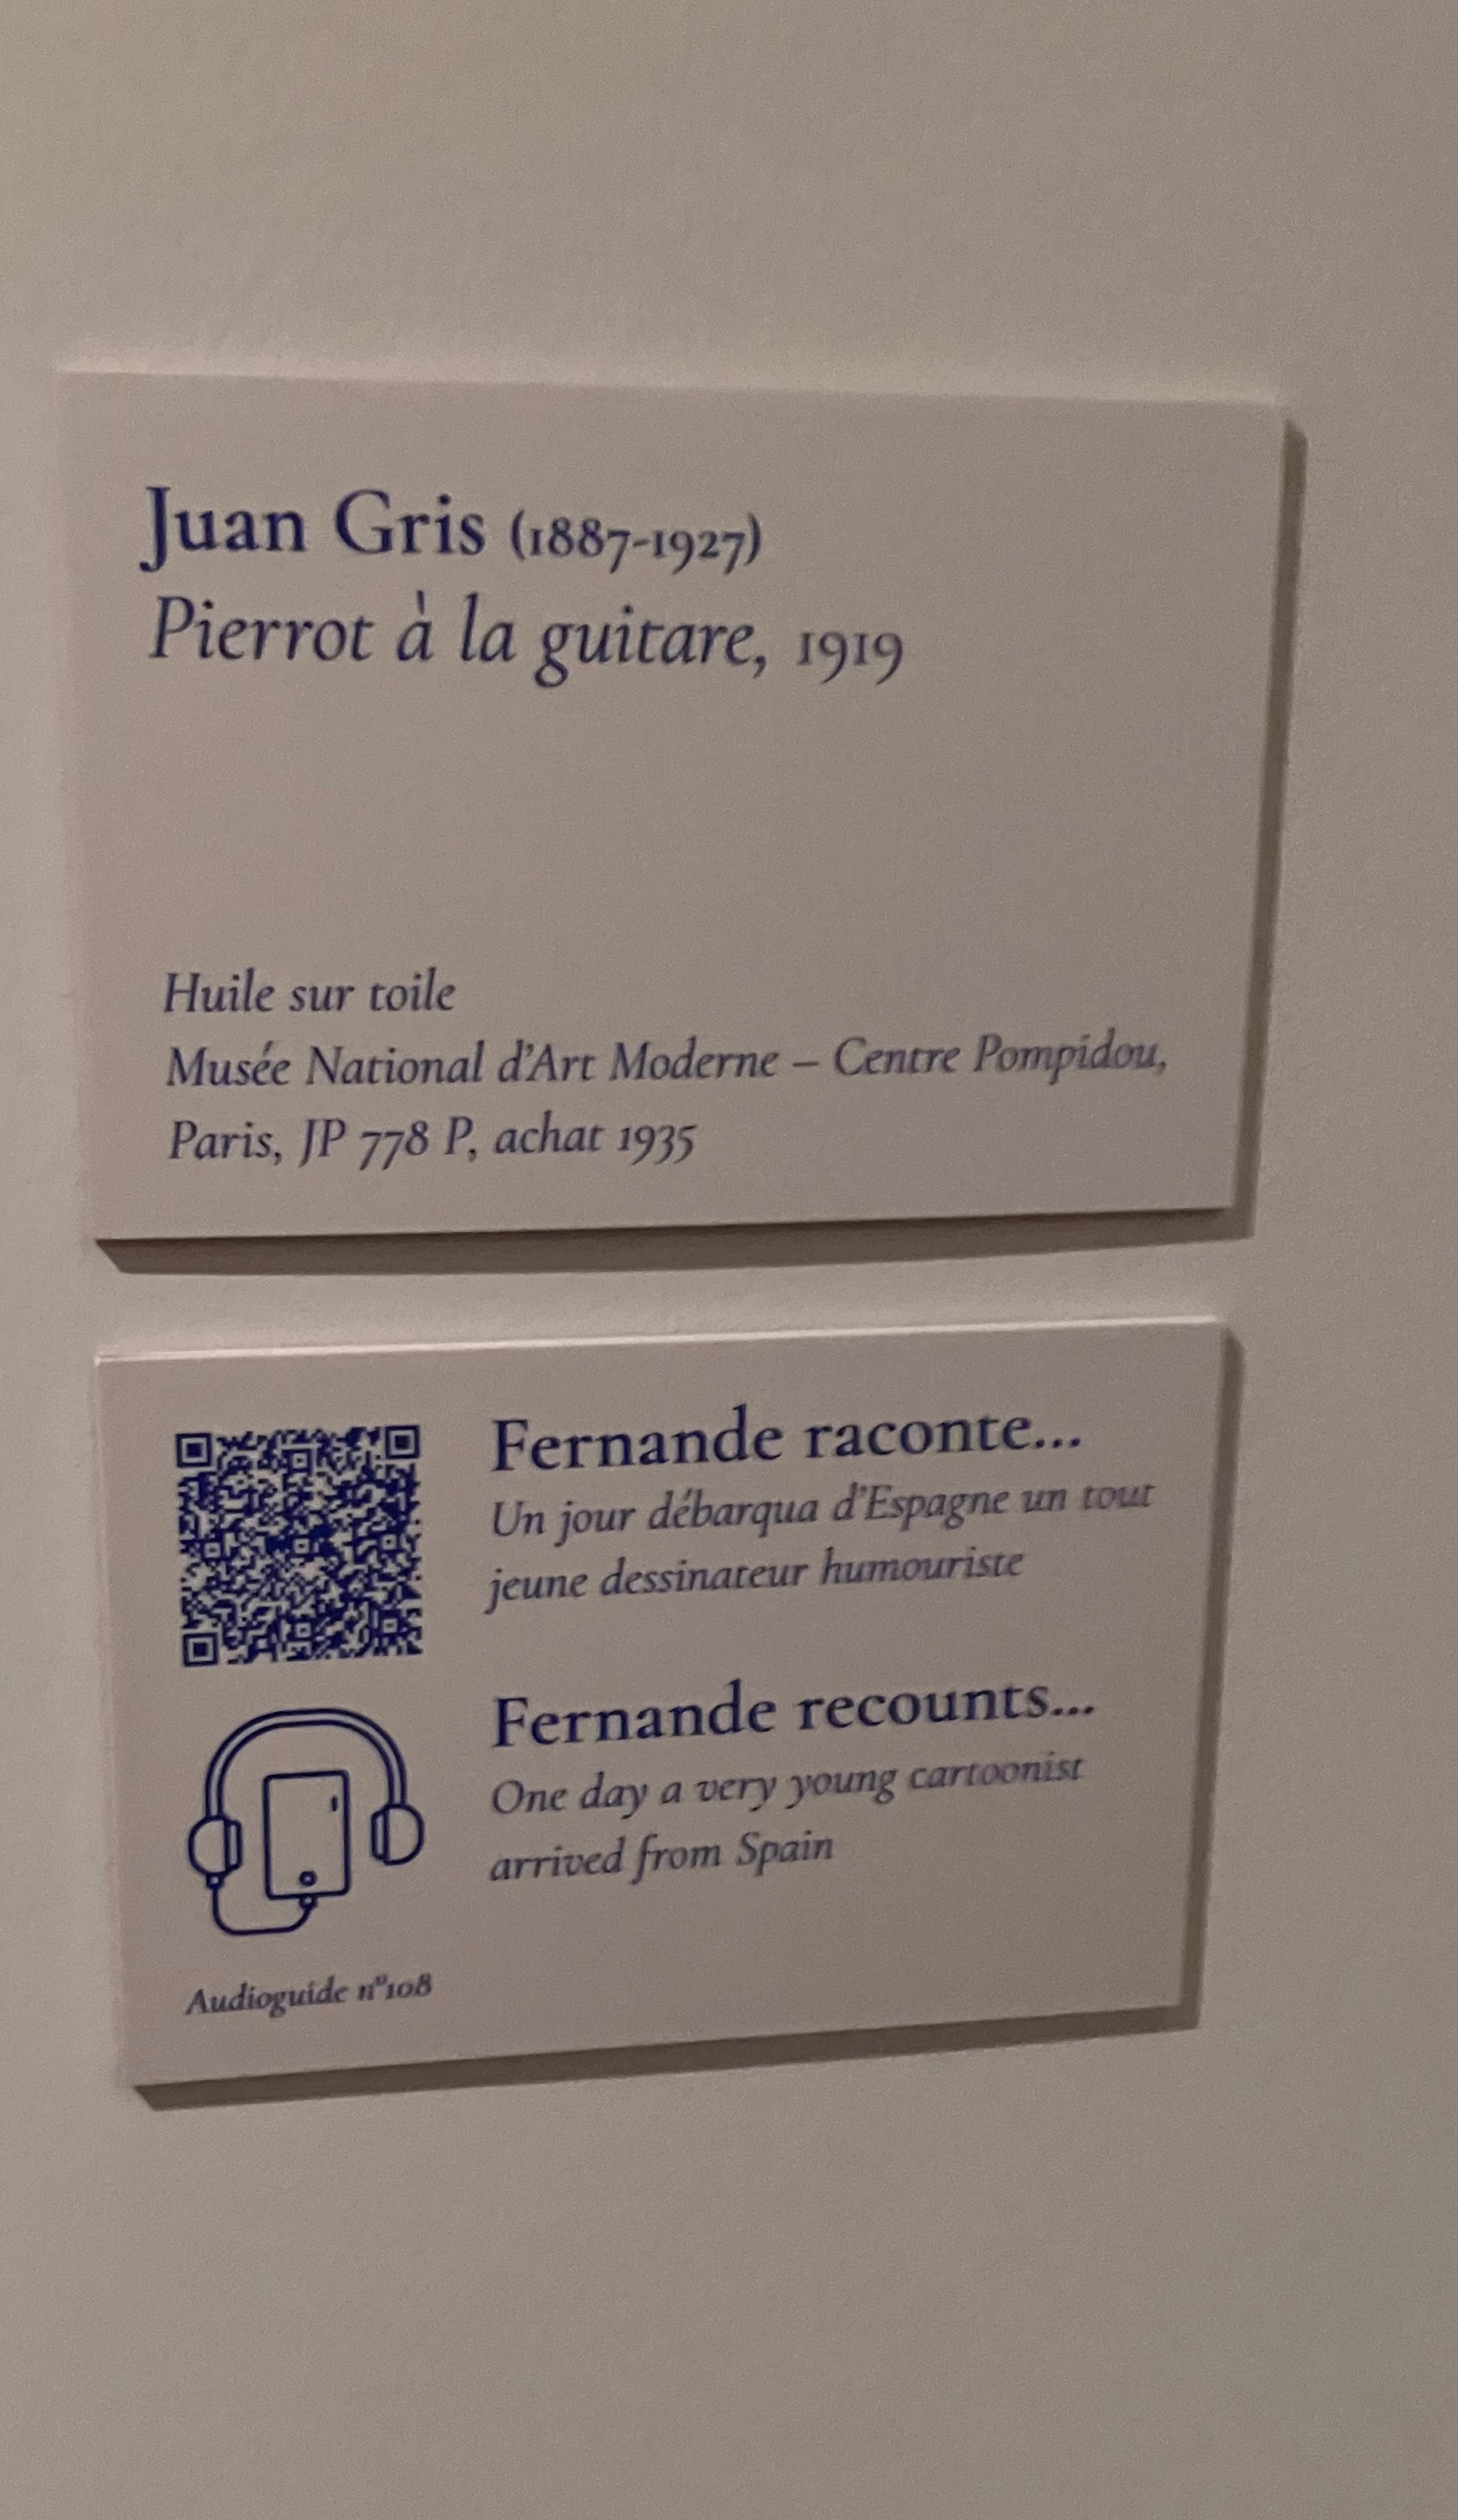 Juan Gris (1887-1927)
Pierrot à la guitare, 1919
Huile sur toile
Musée National d'Art Moderne – Centre Pompidou,
Paris, JP 778 P, achat 1935
Fernande raconte...
Un jour débarqua d'Espagne un tout
jeune dessinateur humouriste
Fernande recounts...
One day a very young cartoonist
arrived from Spain
Audioguide n°108